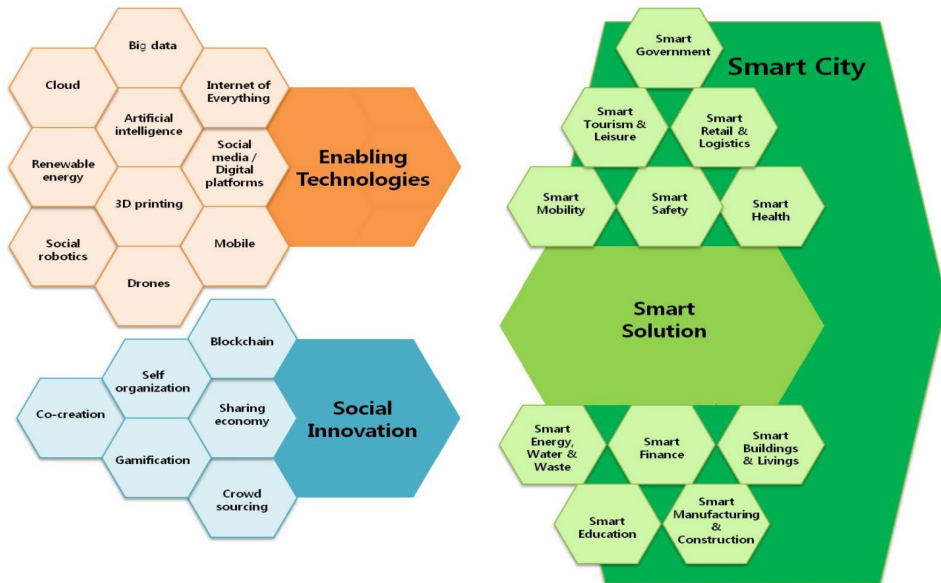 Big data
Cloud
Internet of
Everything
Artificial
intelligence
Renewable
energy
Social
media /
Digital
platforms
3D printing
Social
robotics
Mobile
Drones
Enabling
Technologies
Blockchain
Self
organization
Co-creation
Sharing
economy
Gamification
Crowd
sourcing
Social
Innovation
Smart City
Smart
Government
Smart
Tourism &
Leisure
Smart
Retail &
Logistics
Smart
Mobility
Smart
Safety
Smart
Health
Smart
Solution
Smart
Energy,
Water &
Waste
Smart
Finance
Smart
Buildings
& Livings
Smart
Education
Smart
Manufacturing
&
Construction